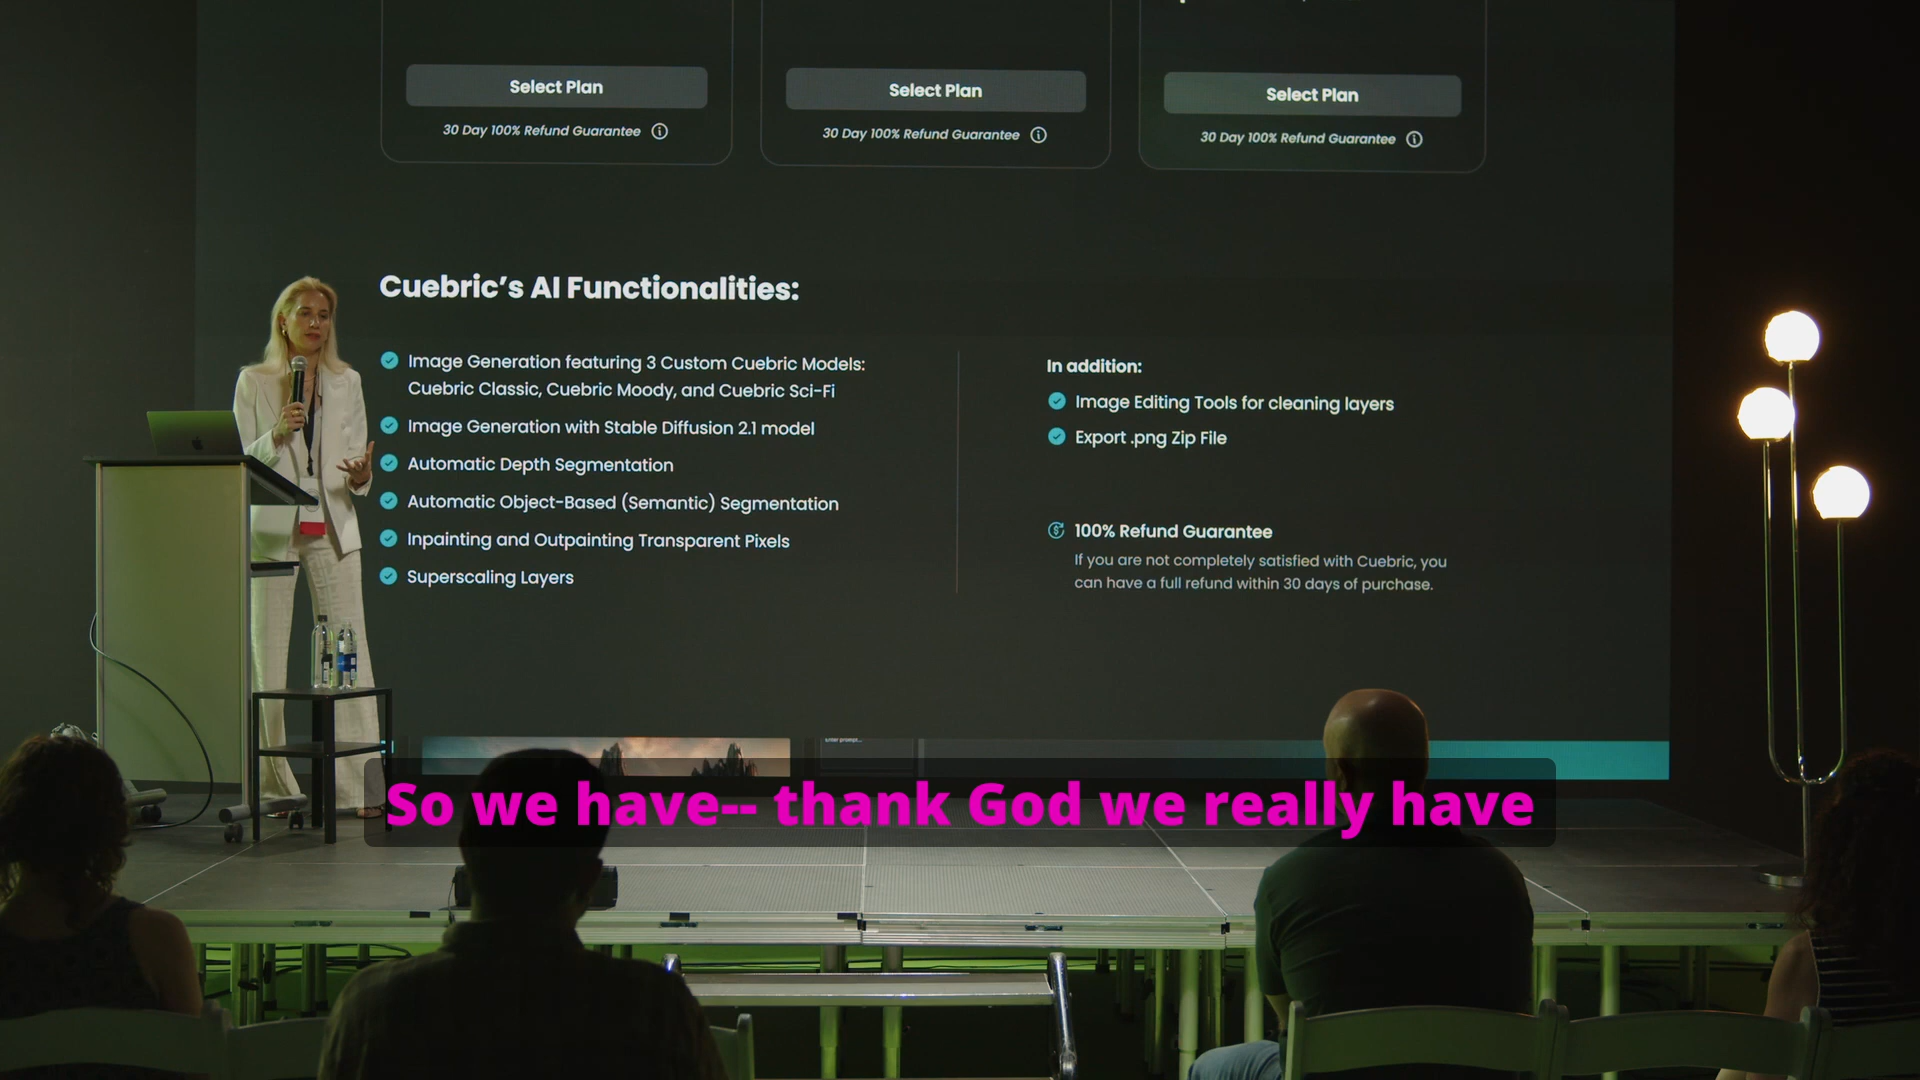 Select Plan
30 Day 100% Refund Guarantee
Select Plan
30 Day 100% Refund Guarantee
Select Plan
30 Day 100% Refund Guarantee
Cuebric's AI Functionalities:
Image Generation featuring 3 Custom Cuebric Models:
Cuebric Classic, Cuebric Moody, and Cuebric Sci-Fi
Image Generation with Stable Diffusion 2.1 model
Automatic Depth Segmentation
Automatic Object-Based (Semantic) Segmentation
Inpainting and Outpainting Transparent Pixels
Superscaling Layers
In addition:
Image Editing Tools for cleaning layers
Export .png Zip File
100% Refund Guarantee
If you are not completely satisfied with Cuebric, you
can have a full refund within 30 days of purchase.
Enter prompt...
So we have-- thank God we really have